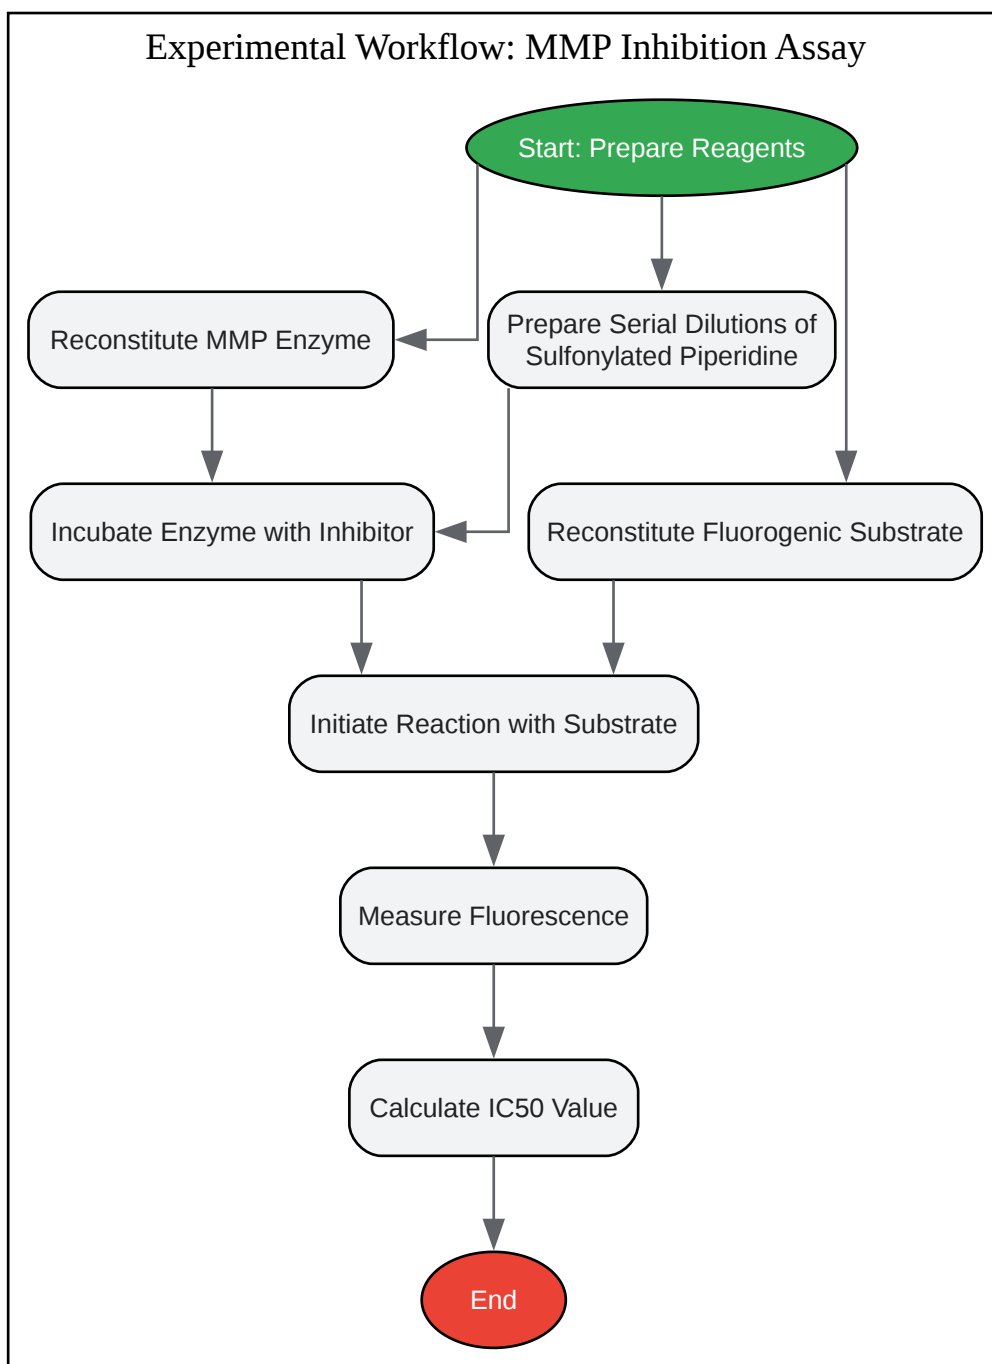 Experimental Workflow: MMP Inhibition Assay
Start: Prepare Reagents
Reconstitute MMP Enzyme
Prepare Serial Dilutions of
Sulfonylated Piperidine
Incubate Enzyme with Inhibitor
Reconstitute Fluorogenic Substrate
Initiate Reaction with Substrate
Measure Fluorescence
Calculate IC50 Value
End